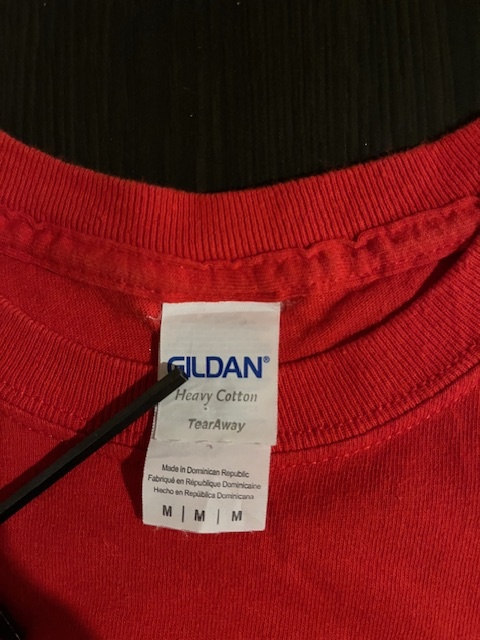 GILDAN®
Heavy Cotton
TearAway
Made in Dominican Republic
Fabriqué en République Dominicaine
Hecho en República Dominicana
M | M | M